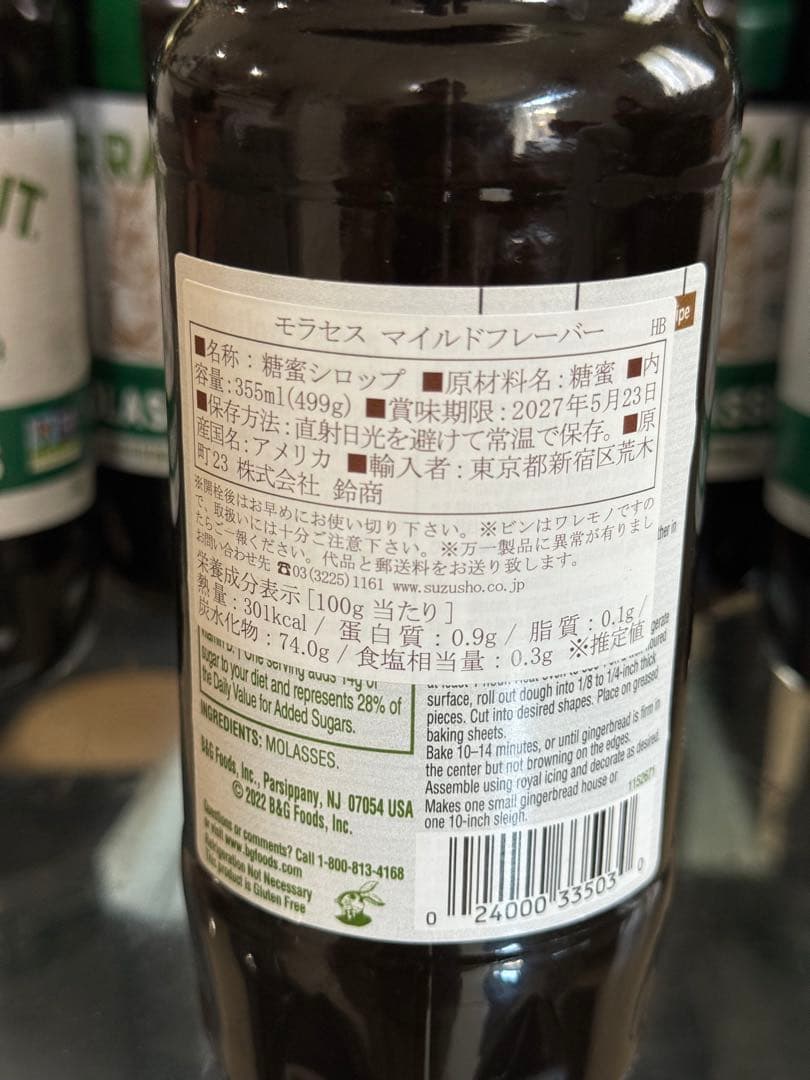 モラセス マイルドフレーバー HB
■名称：糖蜜シロップ ■原材料名：糖蜜 ■内
容量：355ml(499g) ■賞味期限：2027年5月23日
■保存方法：直射日光を避けて常温で保存。■原
産国名：アメリカ ■輸入者：東京都新宿区荒木
町23 株式会社 鈴商
※開栓後はお早めにお使い切り下さい。※ビンはワレモノですの
で、取扱いには十分ご注意下さい。※万一製品に異常が有りまし
たらご一報ください。代品と郵送料をお送り致します。
お問い合わせ先 ☎03(3225)1161 www.suzusho.co.jp
栄養成分表示［100g 当たり］
熱量：301kcal / 蛋白質：0.9g / 脂質：0.1g /
炭水化物：74.0g / 食塩相当量：0.3g ※推定値
sugar to your diet and represents 28% of
the Daily Value for Added Sugars.
INGREDIENTS: MOLASSES.
B&G Foods, Inc., Parsippany, NJ 07054 USA
© 2022 B&G Foods, Inc.
Questions or comments? Call 1-800-813-4168
or visit www.bgfoods.com
Refrigeration Not Necessary
This product is Gluten Free
surface, roll out dough into 1/8 to 1/4-inch thick
pieces. Cut into desired shapes. Place on greased
baking sheets.
Bake 10–14 minutes, or until gingerbread is firm in
the center but not browning on the edges.
Assemble using royal icing and decorate as desired.
Makes one small gingerbread house or
one 10-inch sleigh.
1152671
0 24000 33503 0